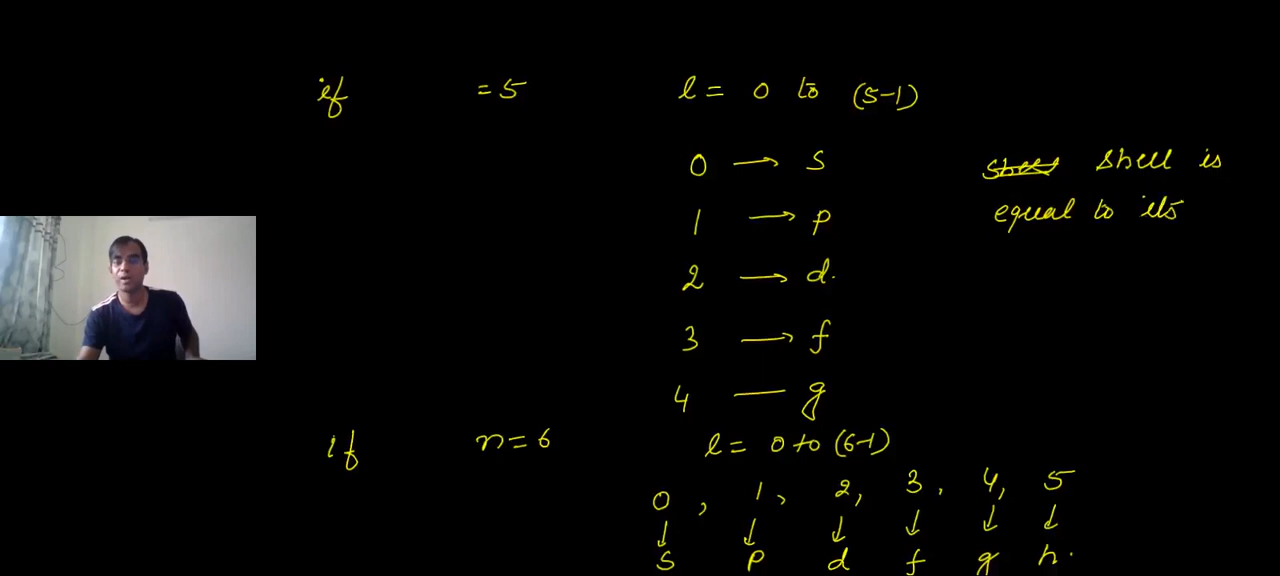 if = 5 l = 0 to (5-1)
0 → s
shell is
1 → p
equal to its
2 → d.
3 → f
4 — g
if n = 6 l = 0 to (6-1)
0 , 1 , 2, 3 , 4, 5
↓ ↓ ↓ ↓ ↓ ↓
s p d f g h.